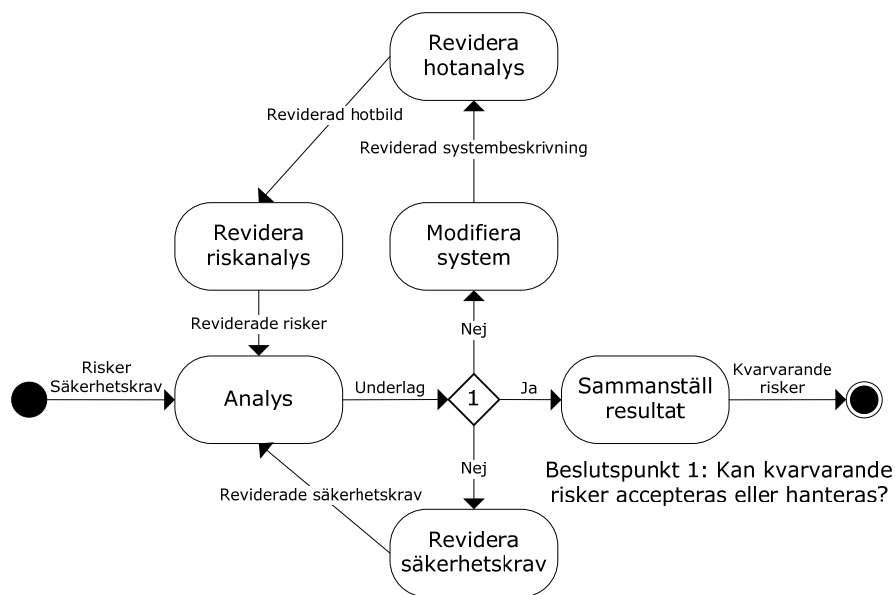 Revidera
hotanalys
Reviderad hotbild
Reviderad systembeskrivning
Revidera
riskanalys
Modifiera
system
Reviderade risker
Nej
Risker
Säkerhetskrav
Analys
Underlag
1
Ja
Sammanställ
resultat
Kvarvarande
risker
Nej
Beslutspunkt 1: Kan kvarvarande
risker accepteras eller hanteras?
Reviderade säkerhetskrav
Revidera
säkerhetskrav